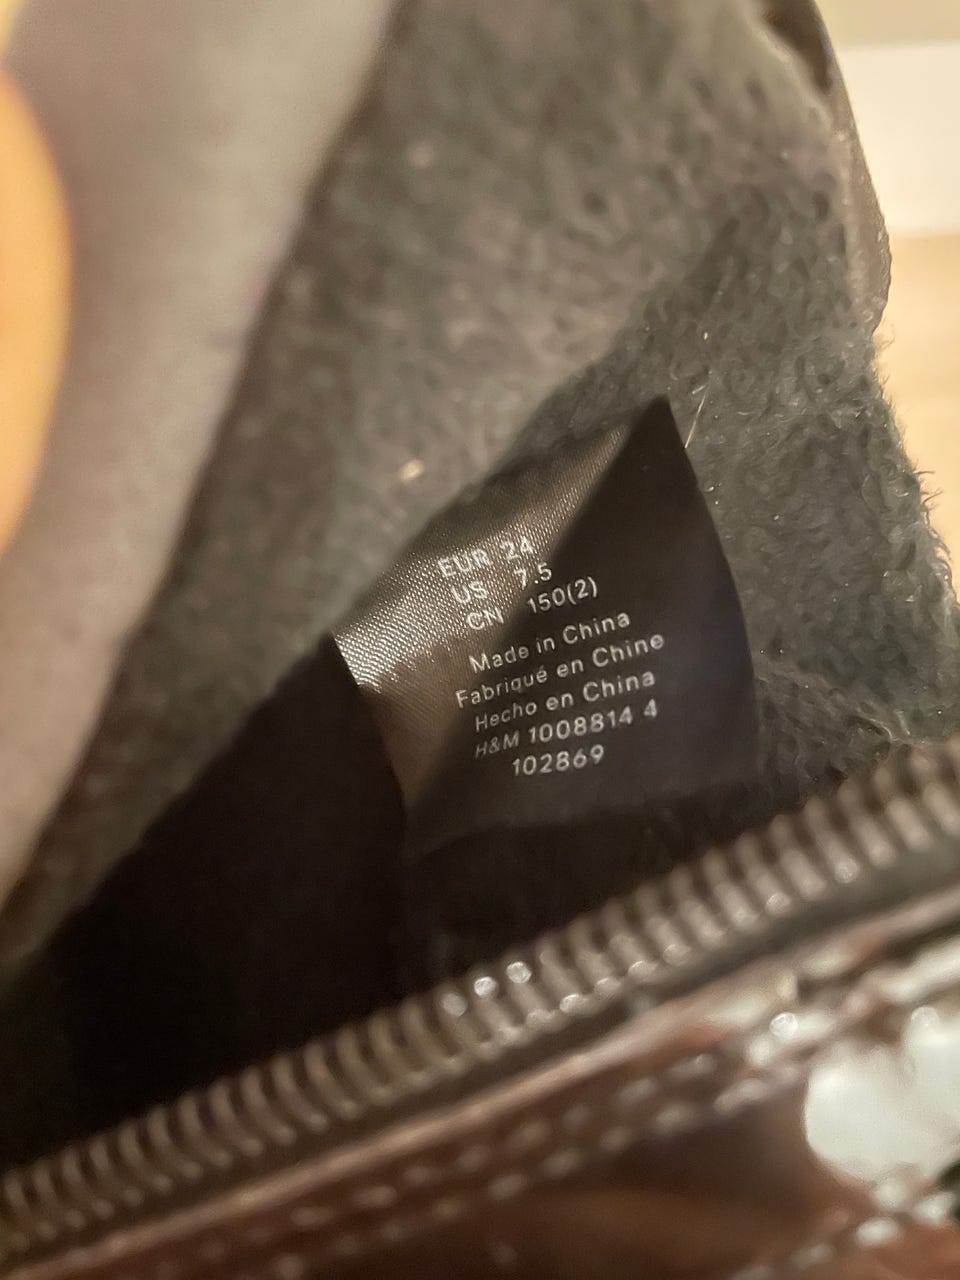 EUR 24
US 7.5
CN 150(2)
Made in China
Fabriqué en Chine
Hecho en China
H&M 1008814 4
102869